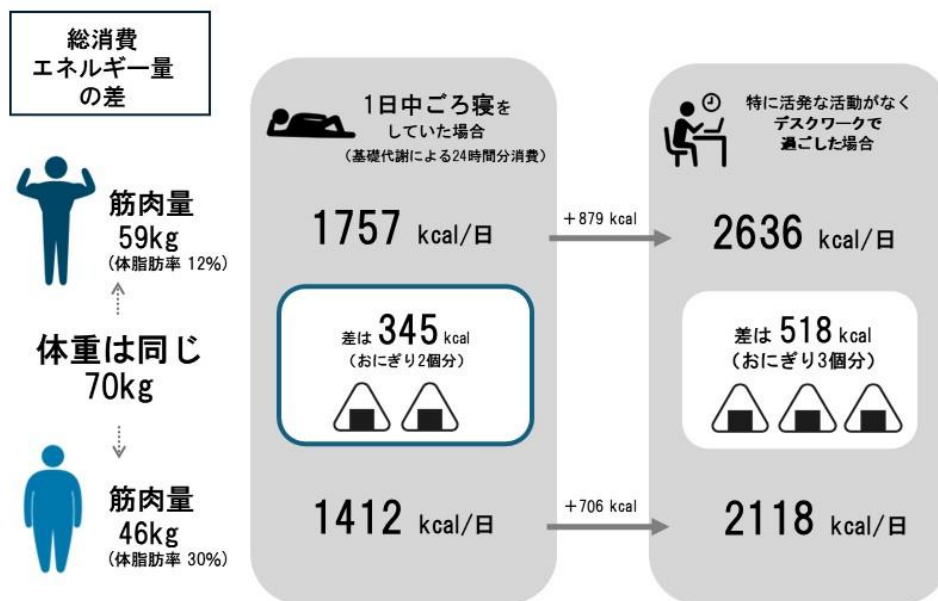 総消費
エネルギー量
の差
筋肉量
59kg
(体脂肪率 12%)
体重は同じ
70kg
筋肉量
46kg
(体脂肪率 30%)
1日中ごろ寝を
していた場合
(基礎代謝による24時間分消費)
1757 kcal/日
差は 345 kcal
(おにぎり2個分)
1412 kcal/日
+879 kcal
+706 kcal
特に活発な活動がなく
デスクワークで
過ごした場合
2636 kcal/日
差は 518 kcal
(おにぎり3個分)
2118 kcal/日